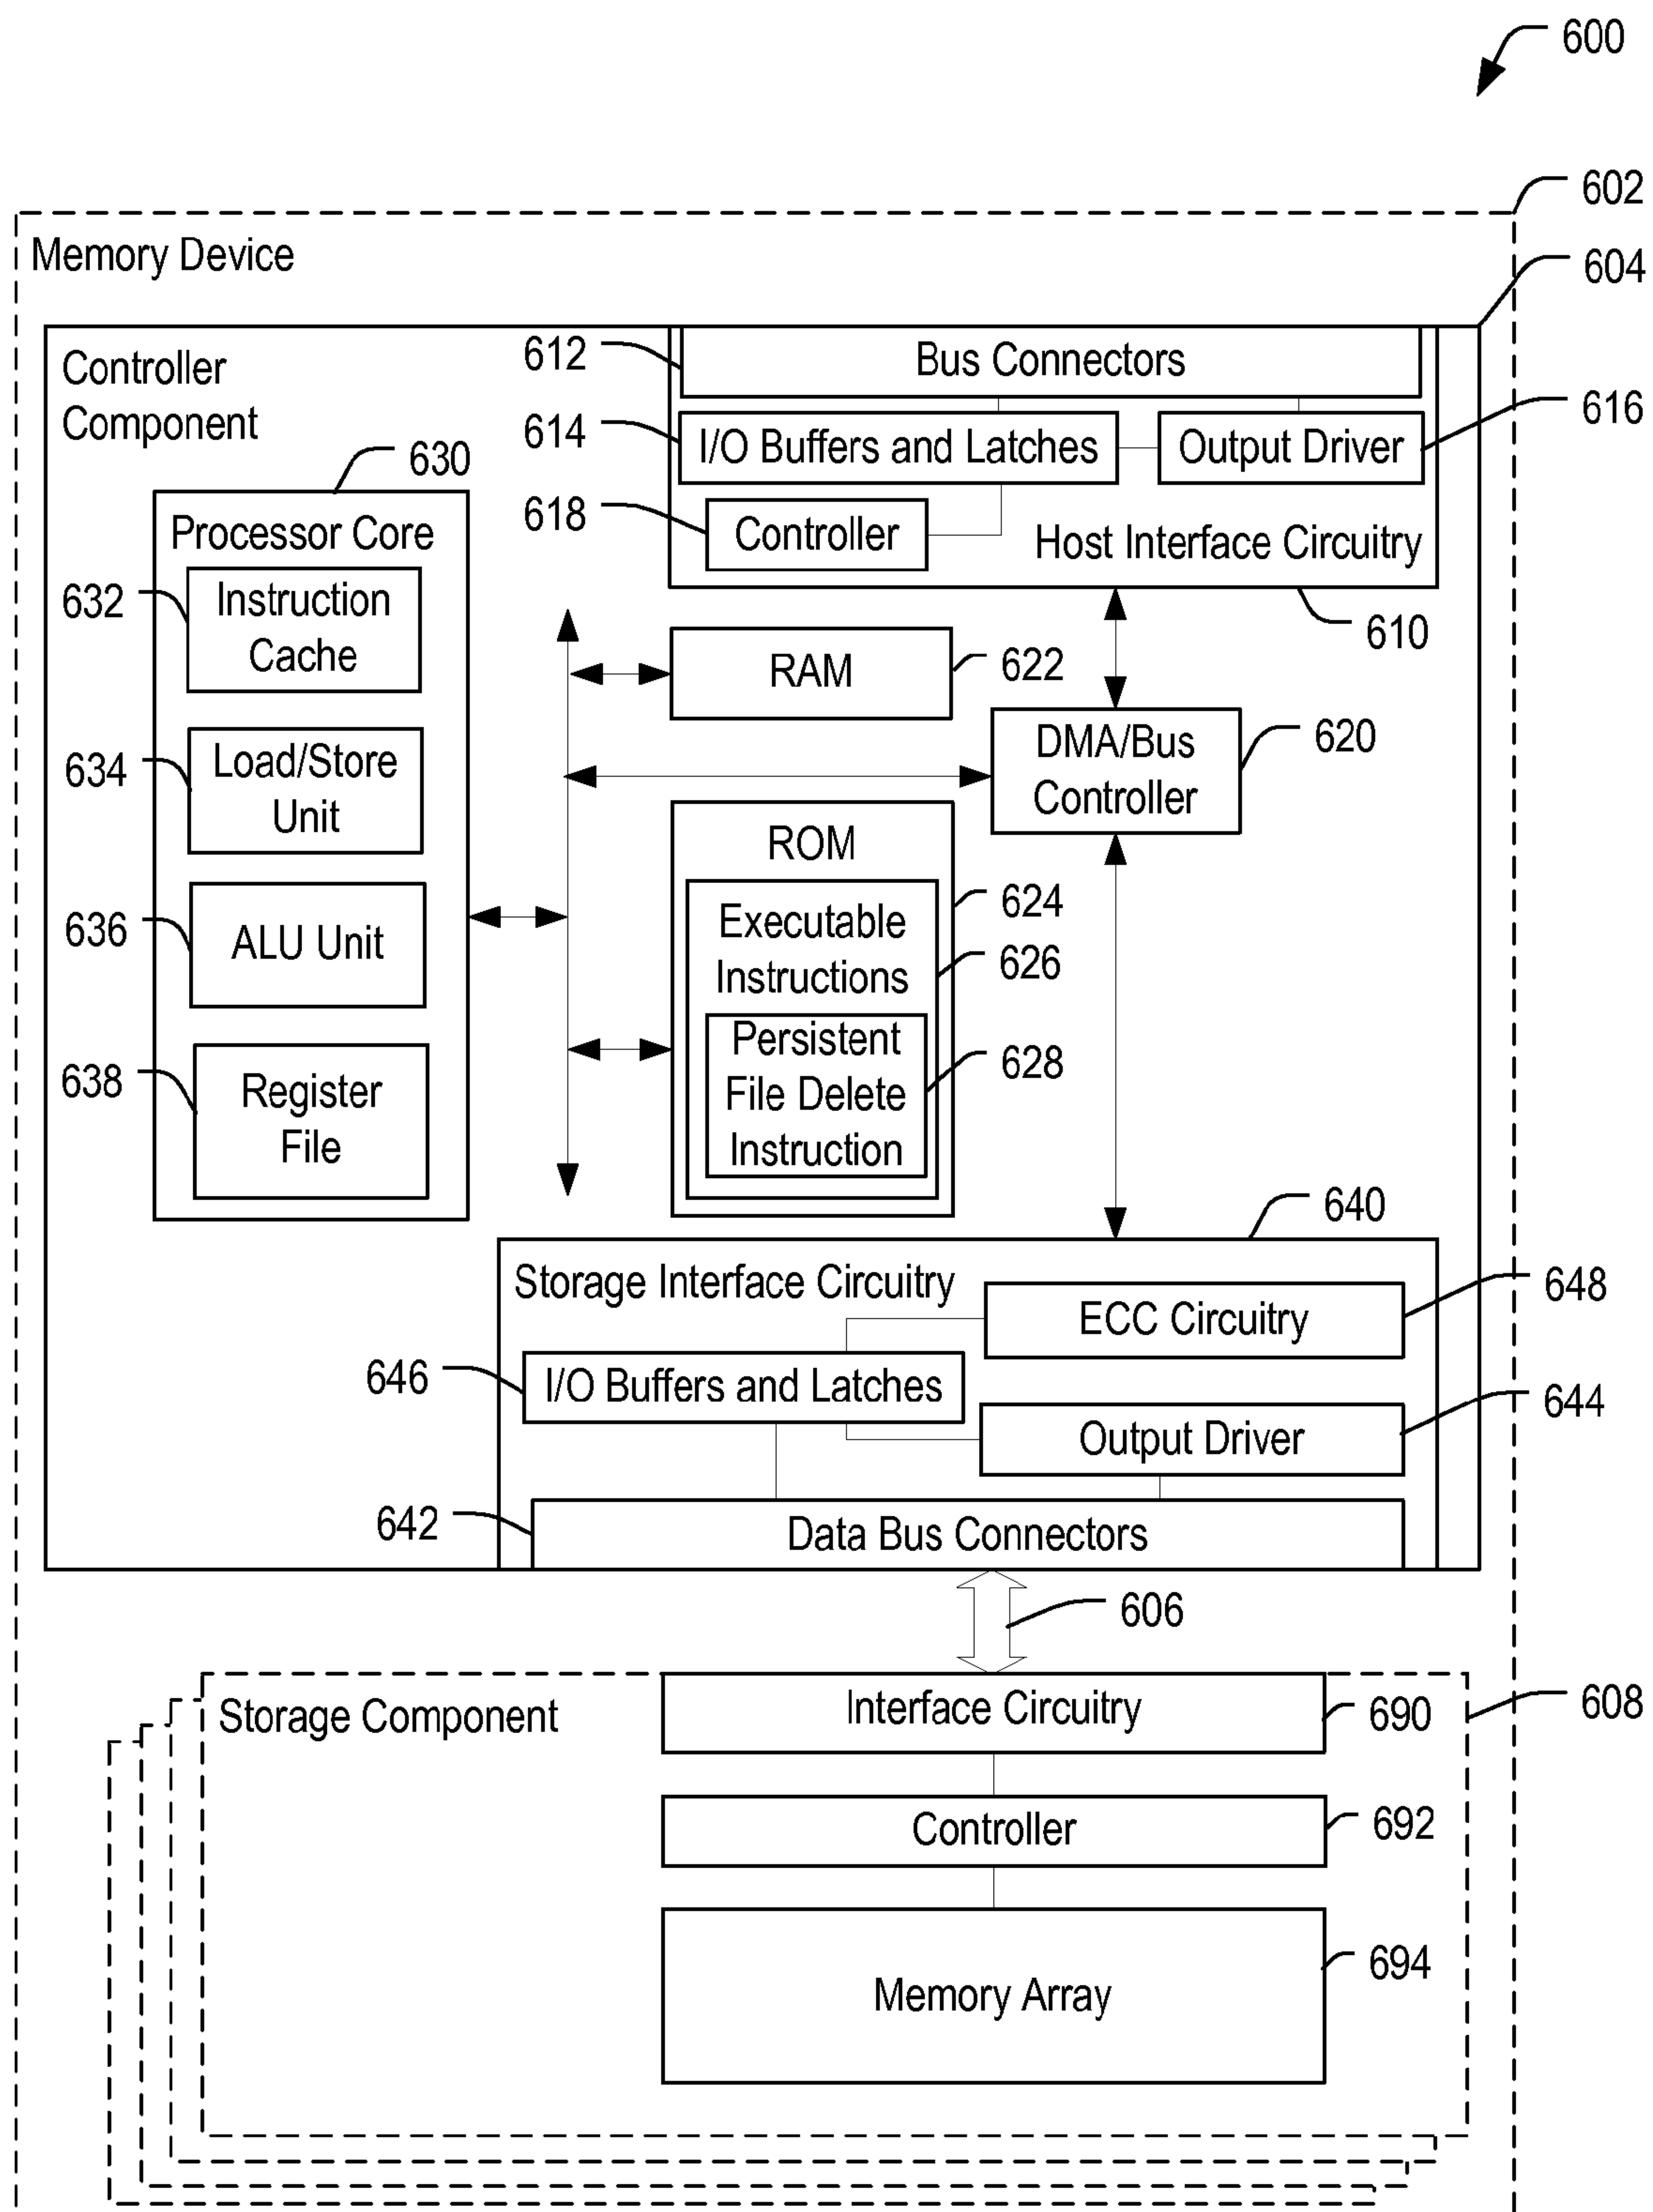 600
602
Memory Device
604
Controller
Component
612
Bus Connectors
614
I/O Buffers and Latches
Output Driver
616
618
Controller
Host Interface Circuitry
610
630
Processor Core
632
Instruction
Cache
634
Load/Store
Unit
636
ALU Unit
638
Register
File
RAM
622
DMA/Bus
Controller
620
ROM
624
Executable
Instructions
626
Persistent
File Delete
Instruction
628
640
Storage Interface Circuitry
ECC Circuitry
648
646
I/O Buffers and Latches
Output Driver
644
642
Data Bus Connectors
606
Storage Component
608
Interface Circuitry
690
Controller
692
Memory Array
694